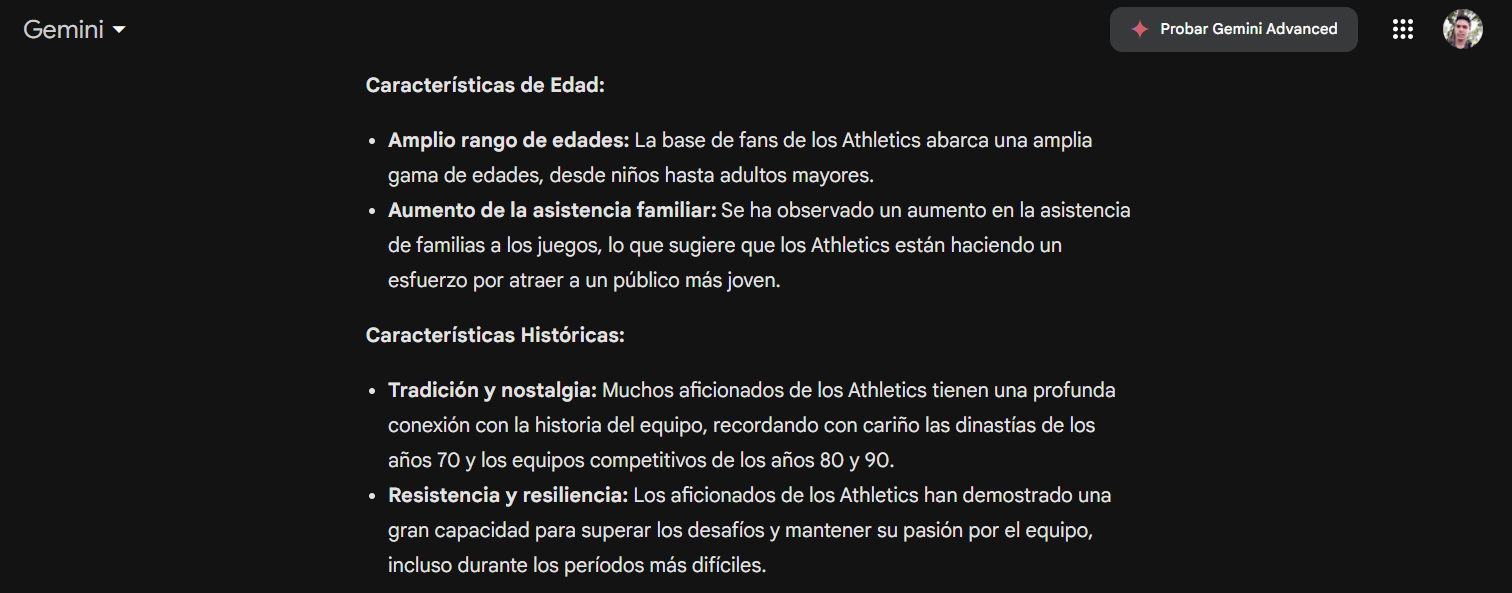 Gemini
Probar Gemini Advanced
Características de Edad:
• Amplio rango de edades: La base de fans de los Athletics abarca una amplia
gama de edades, desde niños hasta adultos mayores.
• Aumento de la asistencia familiar: Se ha observado un aumento en la asistencia
de familias a los juegos, lo que sugiere que los Athletics están haciendo un
esfuerzo por atraer a un público más joven.
Características Históricas:
• Tradición y nostalgia: Muchos aficionados de los Athletics tienen una profunda
conexión con la historia del equipo, recordando con cariño las dinastías de los
años 70 y los equipos competitivos de los años 80 y 90.
• Resistencia y resiliencia: Los aficionados de los Athletics han demostrado una
gran capacidad para superar los desafíos y mantener su pasión por el equipo,
incluso durante los períodos más difíciles.